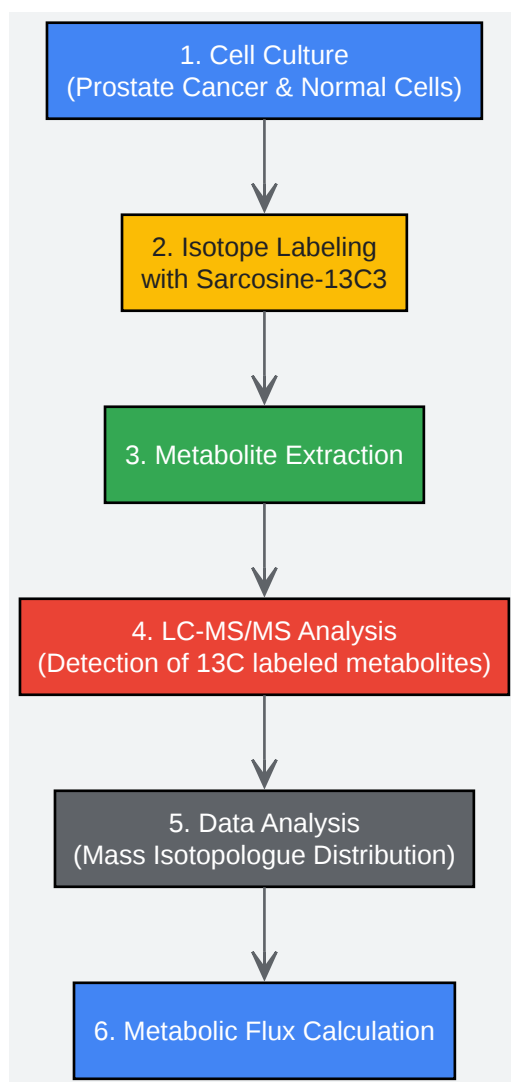 1. Cell Culture
(Prostate Cancer & Normal Cells)
2. Isotope Labeling
with Sarcosine-13C3
3. Metabolite Extraction
4. LC-MS/MS Analysis
(Detection of 13C labeled metabolites)
5. Data Analysis
(Mass Isotopologue Distribution)
6. Metabolic Flux Calculation